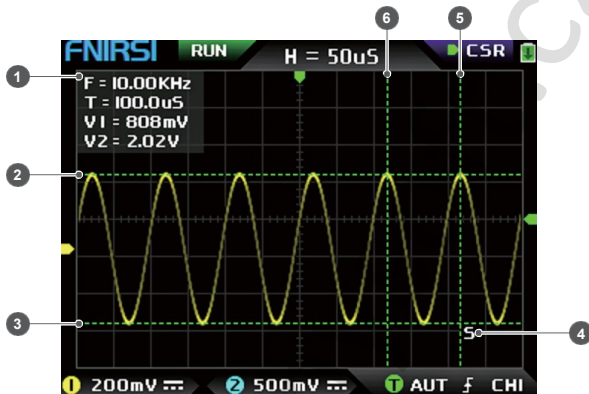 6 5
FNIRSI RUN H = 50uS CSR
1
F = 10.00KHz
T = 100.0uS
V1 = 808mV
V2 = 2.02V
2
3
S 4
1 200mV 2 500mV T AUT CH1